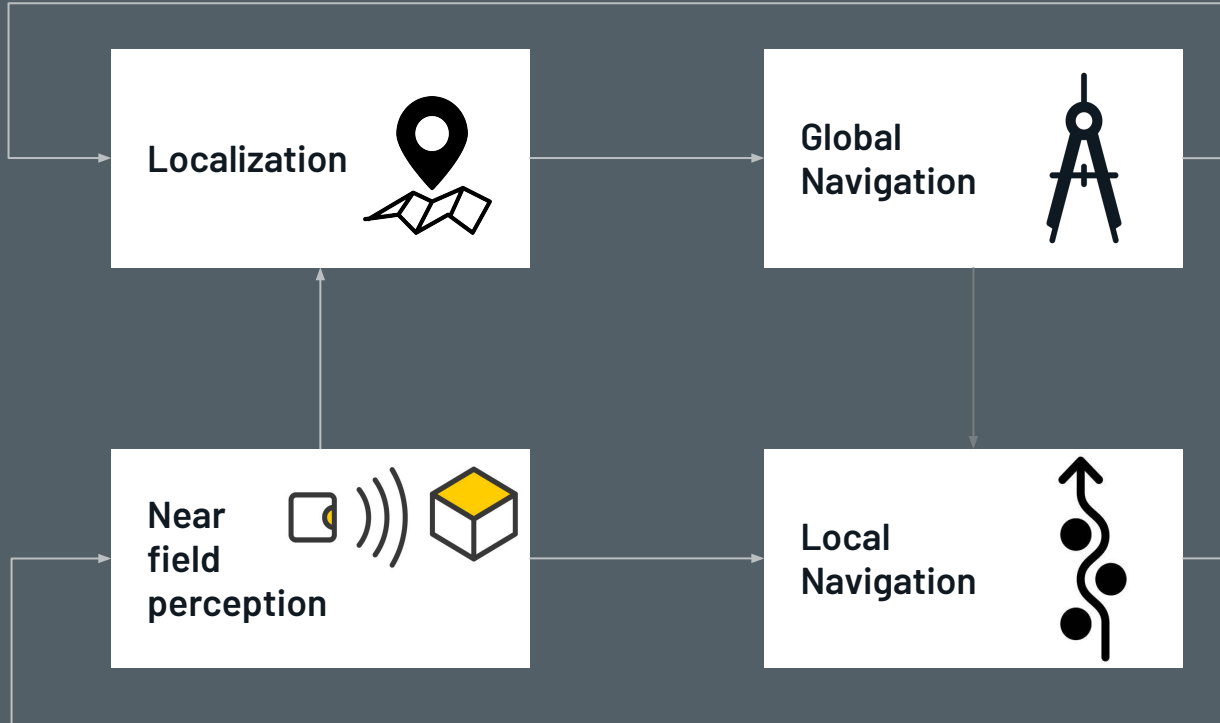 Localization
Global
Navigation
Near
field
perception
Local
Navigation